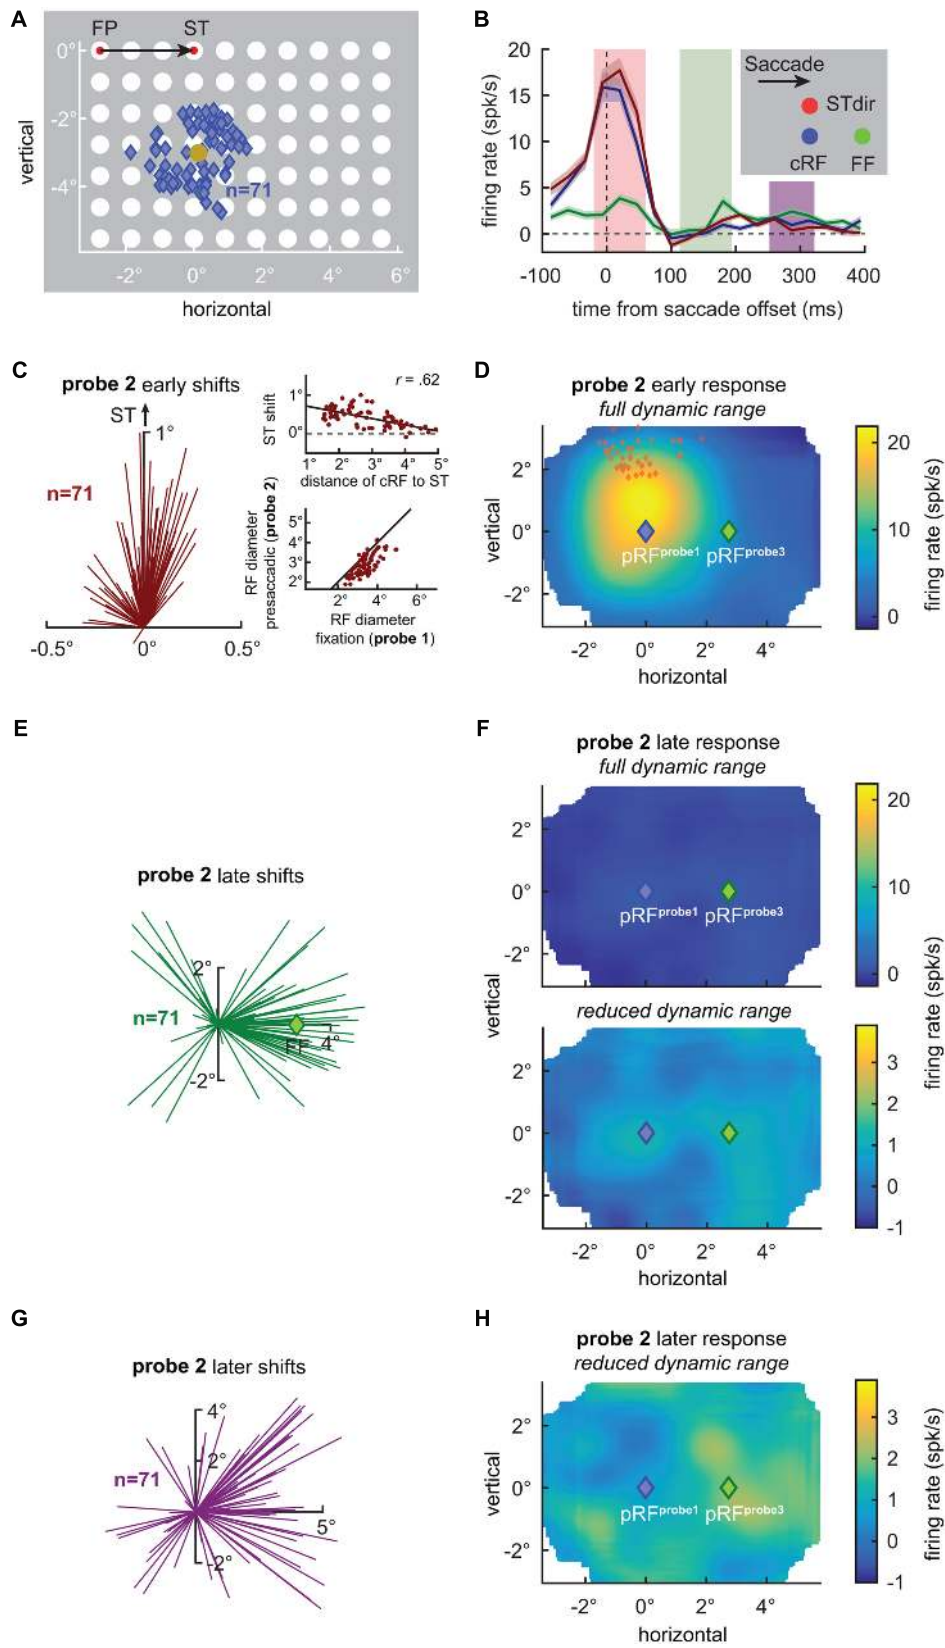 A
FP
ST
0°
-2°
-4°
vertical
n=71
-2°
0°
2°
4°
6°
horizontal
B
20
15
10
5
0
firing rate (spk/s)
Saccade
STdir
cRF
FF
-100
0
100
200
300
400
time from saccade offset (ms)
C
probe 2 early shifts
ST
1°
n=71
-0.5°
0°
0.5°
r = .62
ST shift
1°
0°
1°
2°
3°
4°
5°
distance of cRF to ST
RF diameter
presaccadic (probe 2)
5°
4°
3°
2°
2°
4°
6°
RF diameter
fixation (probe 1)
D
probe 2 early response
full dynamic range
vertical
2°
0°
-2°
pRFprobe1
pRFprobe3
-2°
0°
2°
4°
horizontal
20
10
0
firing rate (spk/s)
E
probe 2 late shifts
2°
n=71
FF
4°
-2°
F
probe 2 late response
full dynamic range
2°
0°
-2°
pRFprobe1
pRFprobe3
20
10
0
vertical
firing rate (spk/s)
reduced dynamic range
2°
0°
-2°
-2°
0°
2°
4°
horizontal
3
2
1
0
-1
G
probe 2 later shifts
4°
2°
n=71
5°
-2°
H
probe 2 later response
reduced dynamic range
vertical
2°
0°
-2°
pRFprobe1
pRFprobe3
-2°
0°
2°
4°
horizontal
3
2
1
0
-1
firing rate (spk/s)